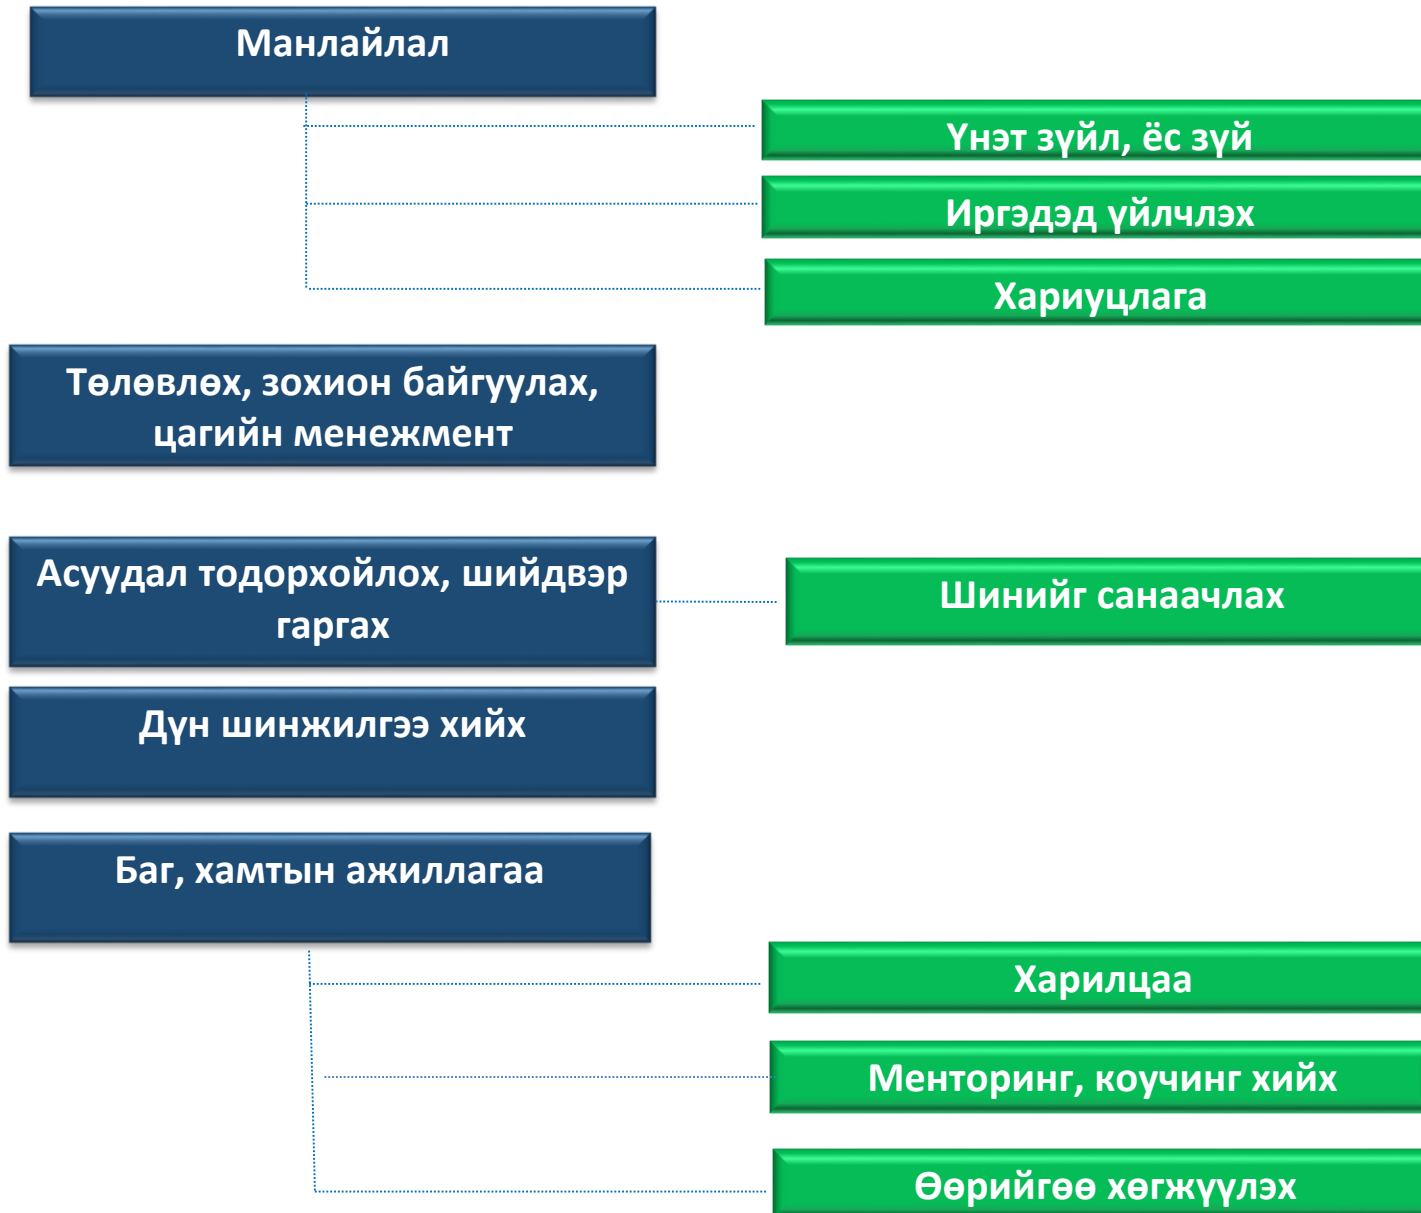 Манлайлал
Үнэт зүйл, ёс зүй
Иргэдэд үйлчлэх
Хариуцлага
Төлөвлөх, зохион байгуулах,
цагийн менежмент
Асуудал тодорхойлох, шийдвэр
гаргах
Шинийг санаачлах
Дүн шинжилгээ хийх
Баг, хамтын ажиллагаа
Харилцаа
Менторинг, коучинг хийх
Өөрийгөө хөгжүүлэх